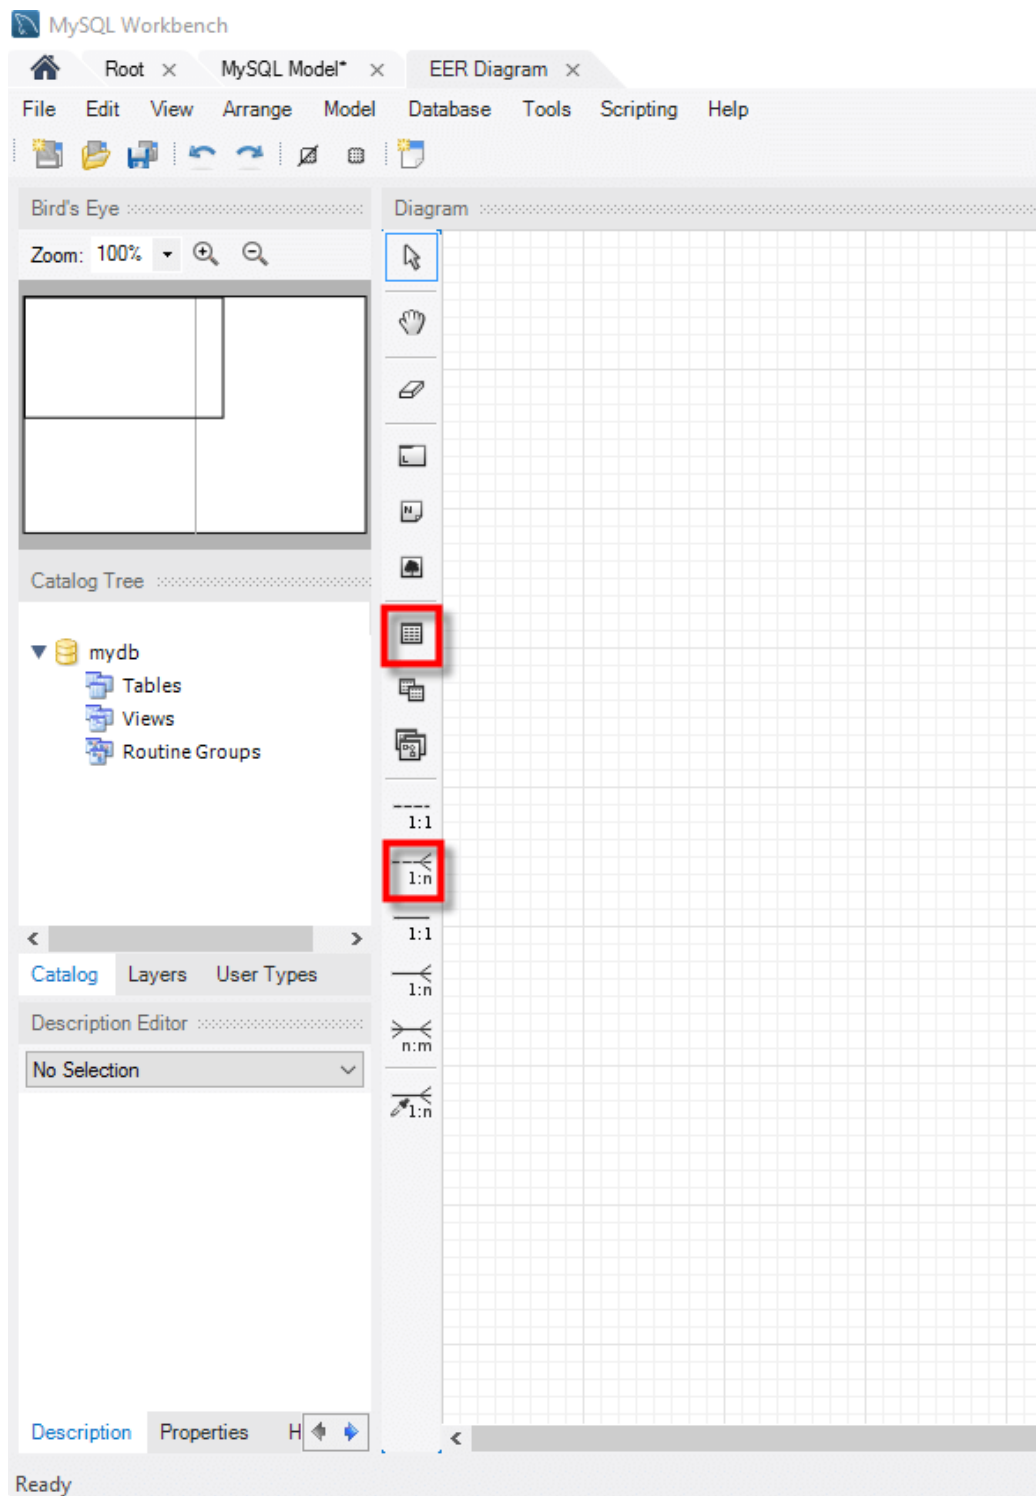 MySQL Workbench
Root MySQL Model* EER Diagram
File Edit View Arrange Model Database Tools Scripting Help
Bird's Eye
Diagram
Zoom: 100%
L
N
Catalog Tree
mydb
Tables
Views
Routine Groups
1:1
1:n
1:1
1:n
n:m
1:n
Catalog Layers User Types
Description Editor
No Selection
Description Properties H
Ready